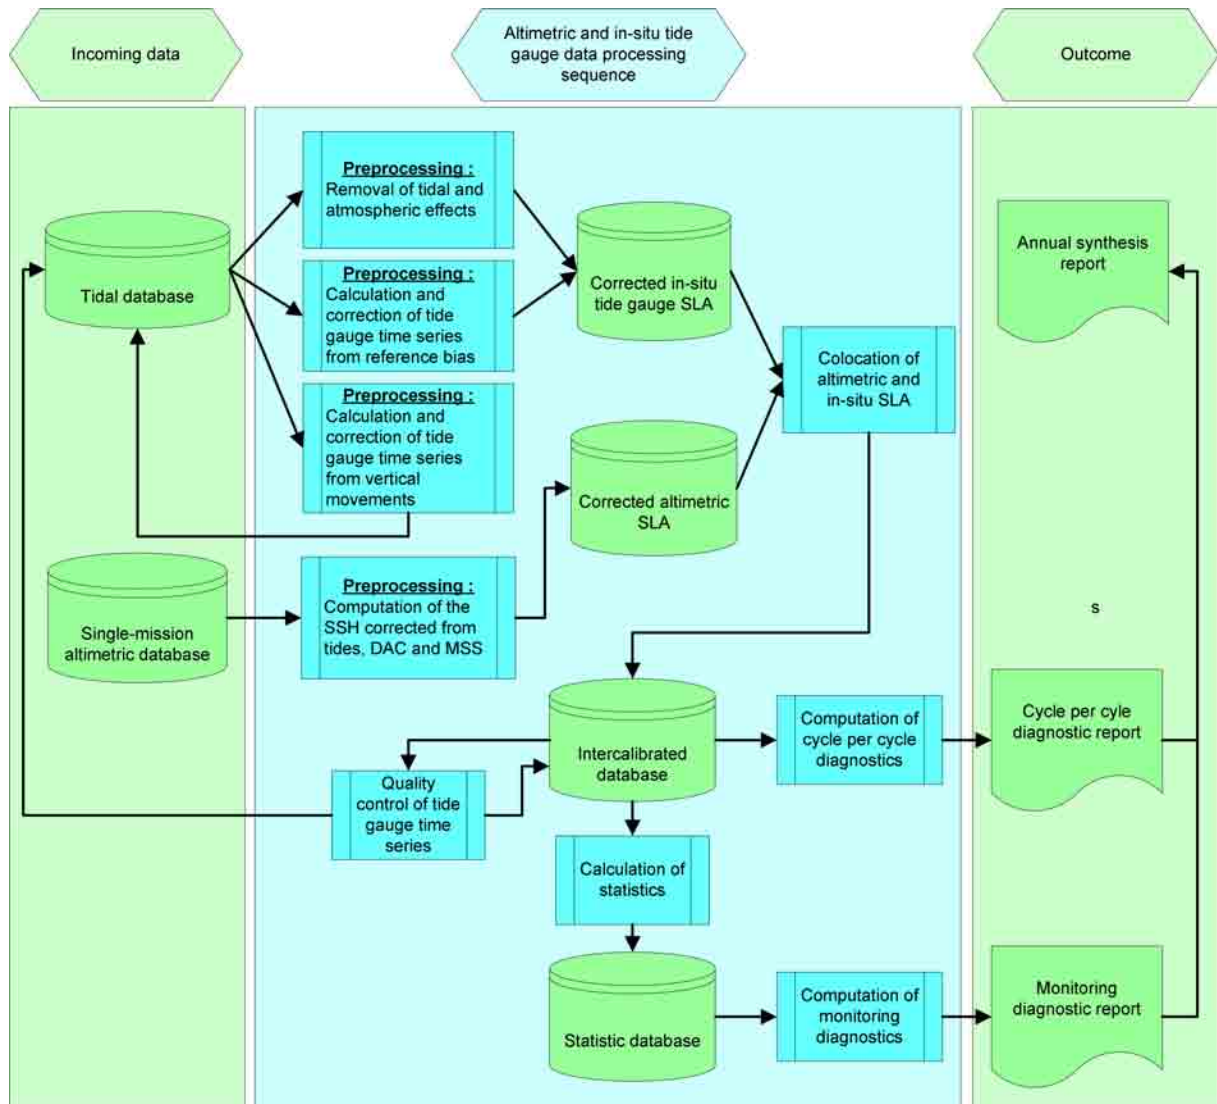 Incoming data
Altimetric and in-situ tide
gauge data processing
sequence
Outcome
Preprocessing :
Removal of tidal and
atmospheric effects
Tidal database
Preprocessing :
Calculation and
correction of tide
gauge time series
from reference bias
Preprocessing :
Calculation and
correction of tide
gauge time series
from vertical
movements
Corrected in-situ
tide gauge SLA
Colocation of
altimetric and
in-situ SLA
Annual synthesis
report
Corrected altimetric
SLA
Single-mission
altimetric database
Preprocessing :
Computation of the
SSH corrected from
tides, DAC and MSS
s
Intercalibrated
database
Computation of
cycle per cycle
diagnostics
Cycle per cyle
diagnostic report
Quality
control of tide
gauge time
series
Calculation of
statistics
Statistic database
Computation of
monitoring
diagnostics
Monitoring
diagnostic report